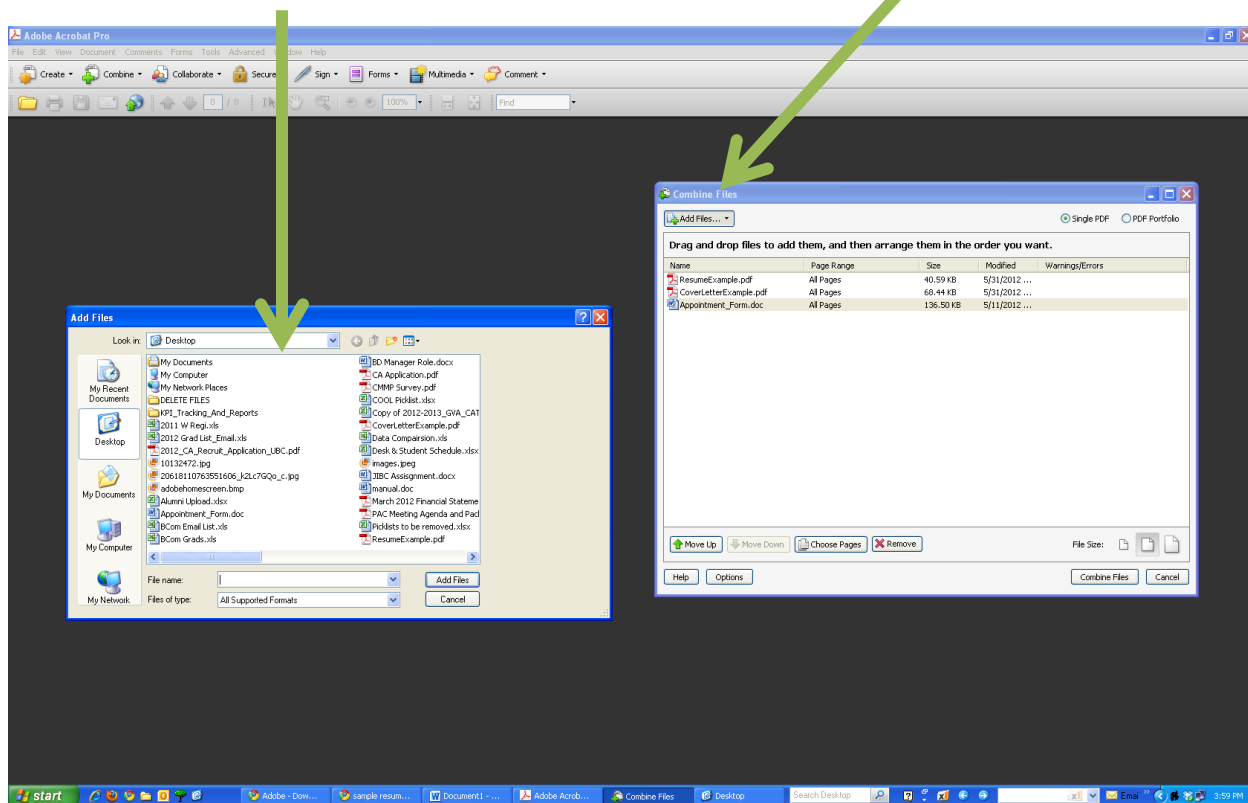 Adobe Acrobat Pro
File Edit View Document Comments Forms Tools Advanced Window Help
Create Combine Collaborate Secure Sign Forms Multimedia Comment
0 / 0 100% Find
Combine Files
Add Files... Single PDF PDF Portfolio
Drag and drop files to add them, and then arrange them in the order you want.
Name Page Range Size Modified Warnings/Errors
ResumeExample.pdf All Pages 40.59 KB 5/31/2012 ...
CoverLetterExample.pdf All Pages 68.44 KB 5/31/2012 ...
Appointment_Form.doc All Pages 136.50 KB 5/11/2012 ...
Move Up Move Down Choose Pages Remove File Size:
Help Options Combine Files Cancel
Add Files
Look in: Desktop
My Recent Documents
Desktop
My Documents
My Computer
My Network
My Documents
My Computer
My Network Places
DELETE FILES
KPI_Tracking_And_Reports
2011 W Regi.xls
2012 Grad List_Email.xls
2012_CA_Recruit_Application_UBC.pdf
10132472.jpg
20618110763551606_k2Lc7GQo_c.jpg
adobehomescreen.bmp
Alumni Upload.xlsx
Appointment_Form.doc
BCom Email List.xls
BCom Grads.xls
BD Manager Role.docx
CA Application.pdf
CMMP Survey.pdf
COOL Picklist.xlsx
Copy of 2012-2013_GVA_CAT
CoverLetterExample.pdf
Data Compairsion.xls
Desk & Student Schedule.xlsx
images.jpeg
JIBC Assisgnment.docx
manual.doc
March 2012 Financial Stateme
PAC Meeting Agenda and Pac
Picklists to be removed.xlsx
ResumeExample.pdf
File name: Add Files
Files of type: All Supported Formats Cancel
start Adobe - Dow... sample resum... Document1 - ... Adobe Acrob... Combine Files Desktop Search Desktop Emai 3:59 PM